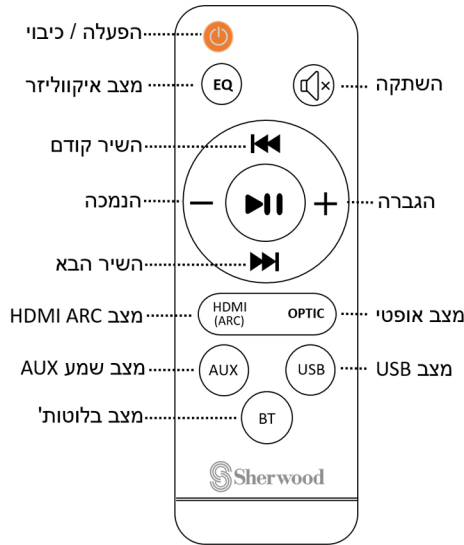 הפעלה / כיבוי
מצב איקווליזר
EQ
השתקה
השיר קודם
הנמכה
הגברה
השיר הבא
מצב HDMI ARC
HDMI
(ARC)
OPTIC
מצב אופטי
מצב שמע AUX
AUX
USB
מצב USB
מצב בלוטות'
BT
Sherwood